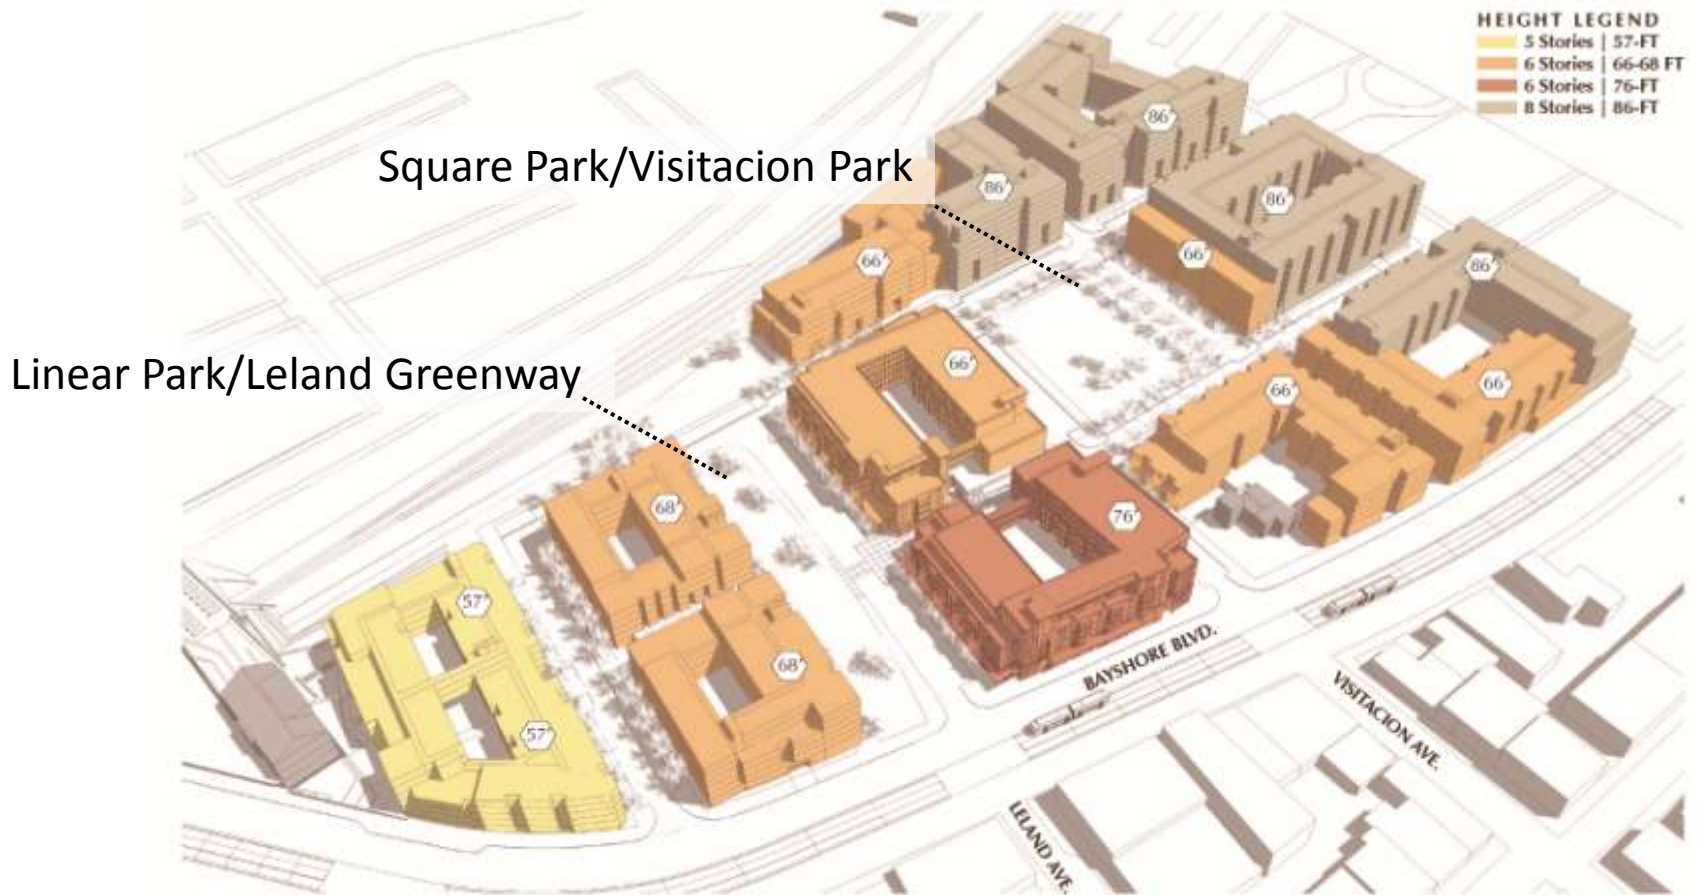 HEIGHT LEGEND
5 Stories | 57-FT
6 Stories | 66-68 FT
6 Stories | 76-FT
8 Stories | 86-FT
Square Park/Visitacion Park
Linear Park/Leland Greenway
86'
86'
86'
66'
66'
86'
66'
66'
66'
68'
76'
57'
68'
57'
BAYSHORE BLVD.
VISITACION AVE.
LELAND AVE.